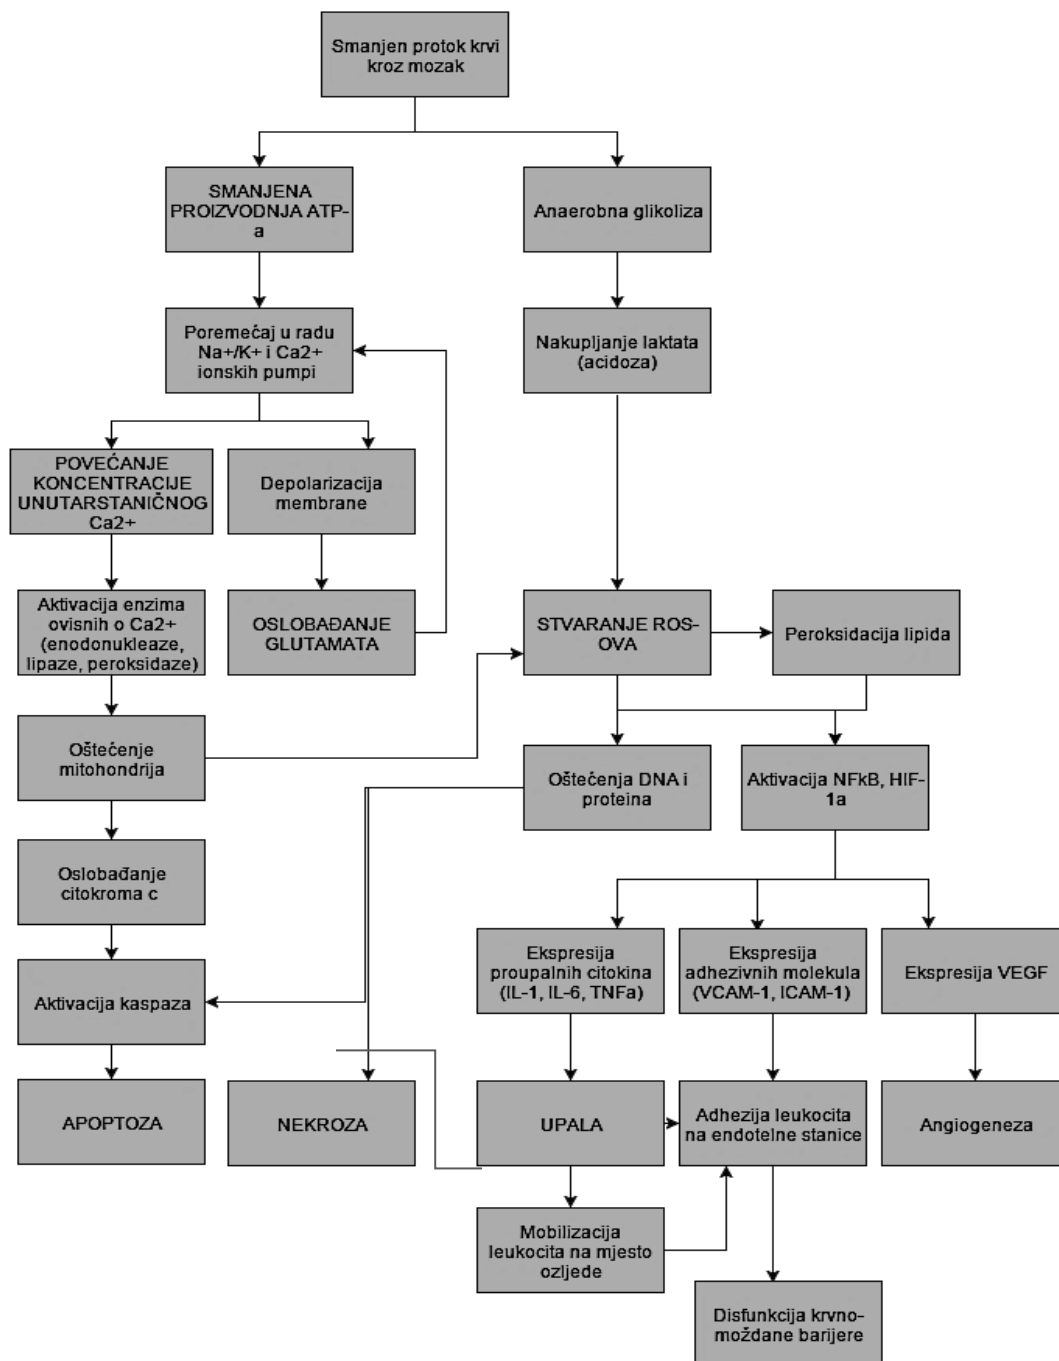 Smanjen protok krvi
kroz mozak
SMANJENA
PROIZVODNJA ATP-
a
Anaerobna glikoliza
Poremećaj u radu
Na+/K+ i Ca2+
ionskih pumpi
Nakupljanje laktata
(acidoza)
POVEĆANJE
KONCENTRACIJE
UNUTARSTANIČNOG
Ca2+
Depolarizacija
membrane
Aktivacija enzima
ovisnih o Ca2+
(enodonukleaze,
lipaze, peroksidaze)
OSLOBAĐANJE
GLUTAMATA
STVARANJE ROS-
OVA
Peroksidacija lipida
Oštećenje
mitohondrija
Oštećenja DNA i
proteina
Aktivacija NFkB, HIF-
1a
Oslobađanje
citokroma c
Ekspresija
proupalnih citokina
(IL-1, IL-6, TNFa)
Ekspresija
adhezivnih molekula
(VCAM-1, ICAM-1)
Ekspresija VEGF
Aktivacija kaspaza
APOPTOZA
NEKROZA
UPALA
Adhezija leukocita
na endotelne stanice
Angiogeneza
Mobilizacija
leukocita na mjesto
ozljede
Disfunkcija krvno-
moždane barijere